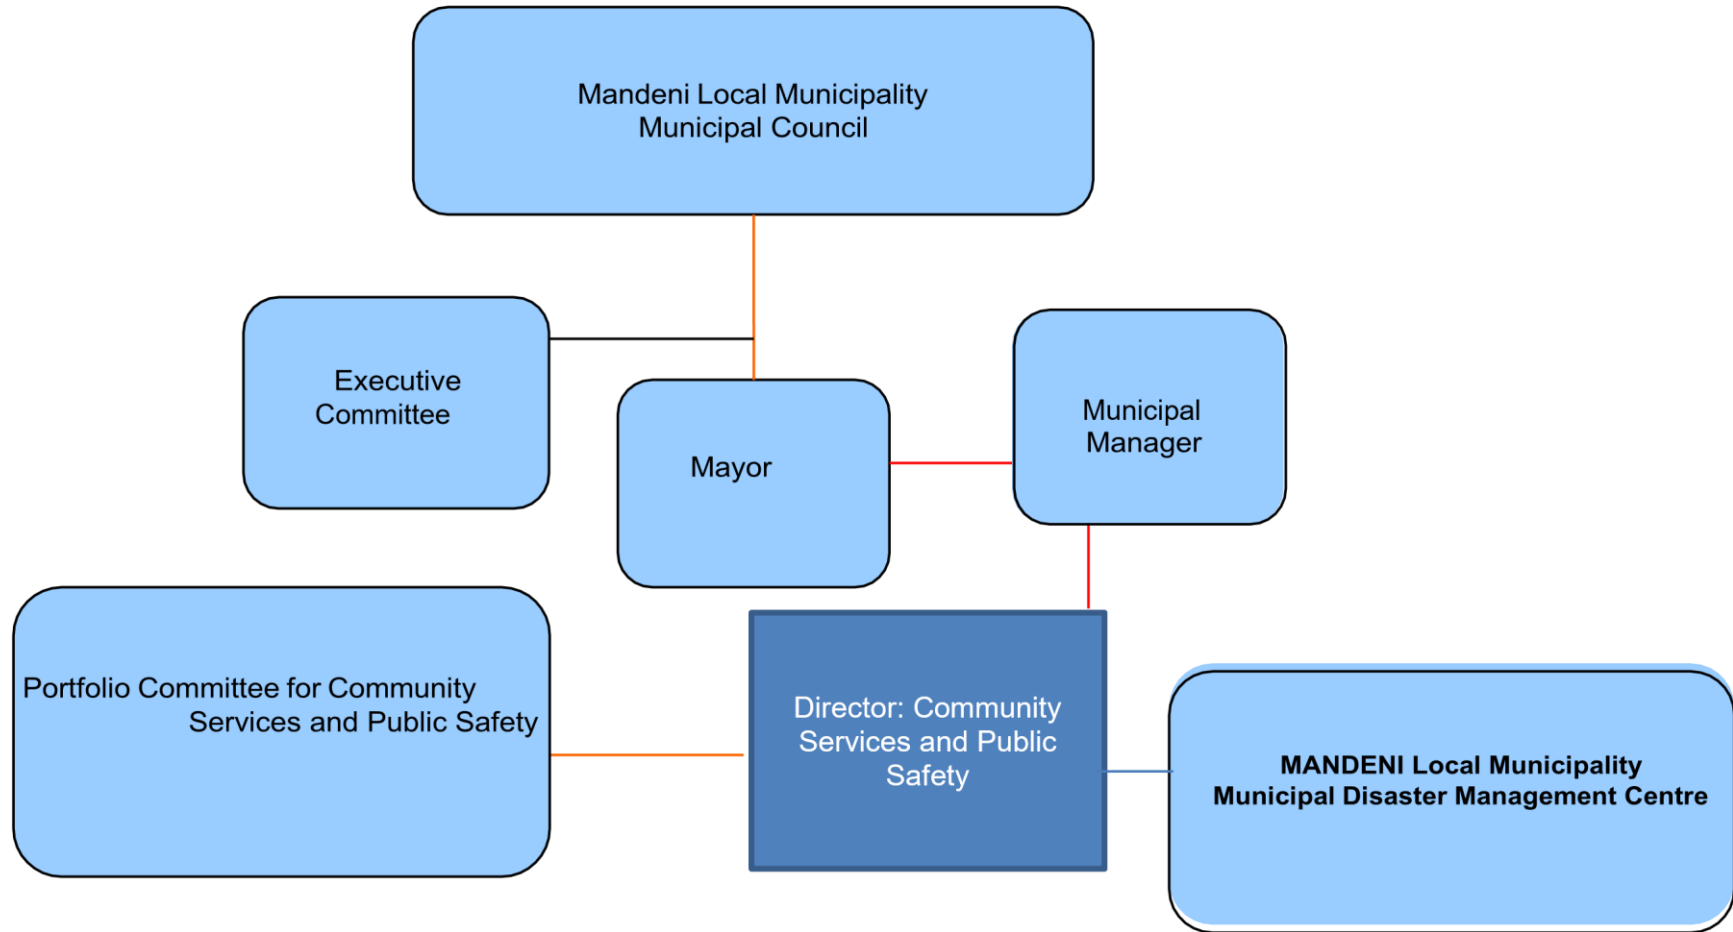 Mandeni Local Municipality
Municipal Council
Executive
Committee
Mayor
Municipal
Manager
Portfolio Committee for Community
Services and Public Safety
Director: Community
Services and Public
Safety
MANDENI Local Municipality
Municipal Disaster Management Centre